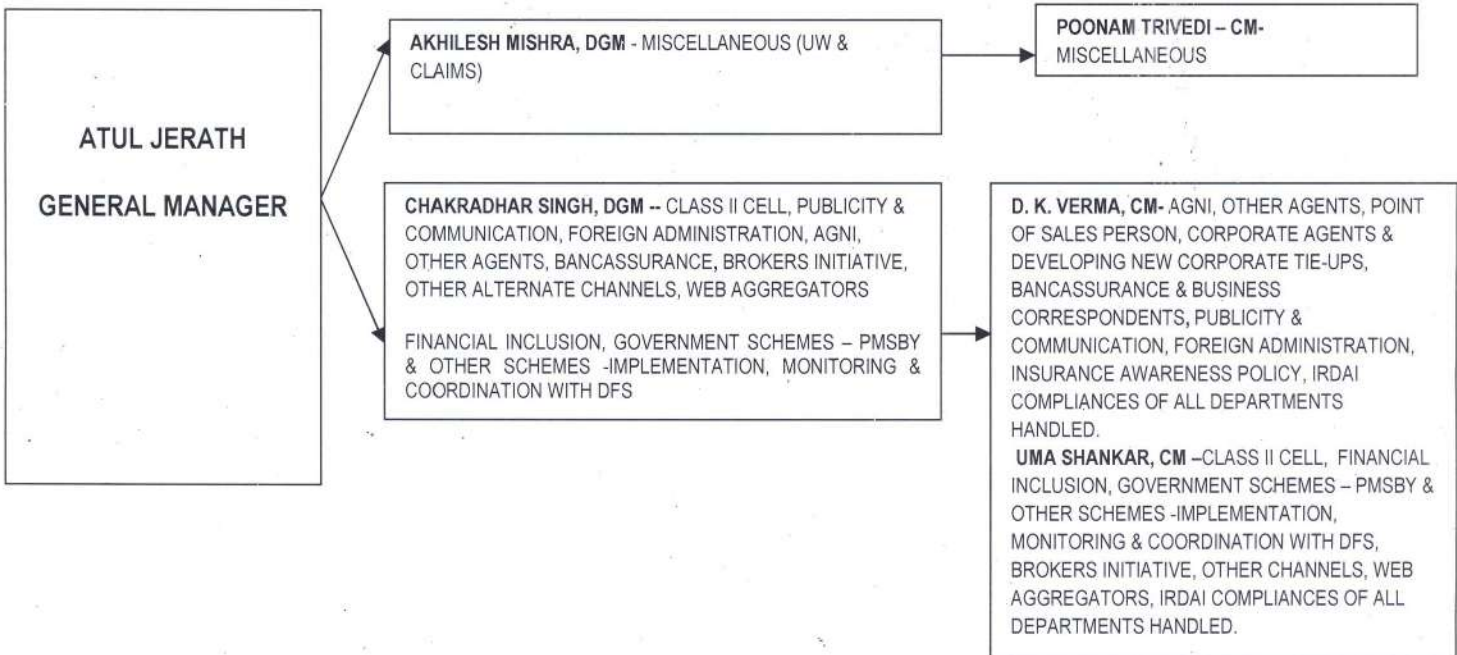 ATUL JERATH
GENERAL MANAGER
AKHILESH MISHRA, DGM - MISCELLANEOUS (UW &
CLAIMS)
POONAM TRIVEDI – CM-
MISCELLANEOUS
CHAKRADHAR SINGH, DGM -- CLASS II CELL, PUBLICITY &
COMMUNICATION, FOREIGN ADMINISTRATION, AGNI,
OTHER AGENTS, BANCASSURANCE, BROKERS INITIATIVE,
OTHER ALTERNATE CHANNELS, WEB AGGREGATORS
FINANCIAL INCLUSION, GOVERNMENT SCHEMES – PMSBY
& OTHER SCHEMES -IMPLEMENTATION, MONITORING &
COORDINATION WITH DFS
D. K. VERMA, CM- AGNI, OTHER AGENTS, POINT
OF SALES PERSON, CORPORATE AGENTS &
DEVELOPING NEW CORPORATE TIE-UPS,
BANCASSURANCE & BUSINESS
CORRESPONDENTS, PUBLICITY &
COMMUNICATION, FOREIGN ADMINISTRATION,
INSURANCE AWARENESS POLICY, IRDAI
COMPLIANCES OF ALL DEPARTMENTS
HANDLED.
UMA SHANKAR, CM –CLASS II CELL, FINANCIAL
INCLUSION, GOVERNMENT SCHEMES – PMSBY &
OTHER SCHEMES -IMPLEMENTATION,
MONITORING & COORDINATION WITH DFS,
BROKERS INITIATIVE, OTHER CHANNELS, WEB
AGGREGATORS, IRDAI COMPLIANCES OF ALL
DEPARTMENTS HANDLED.